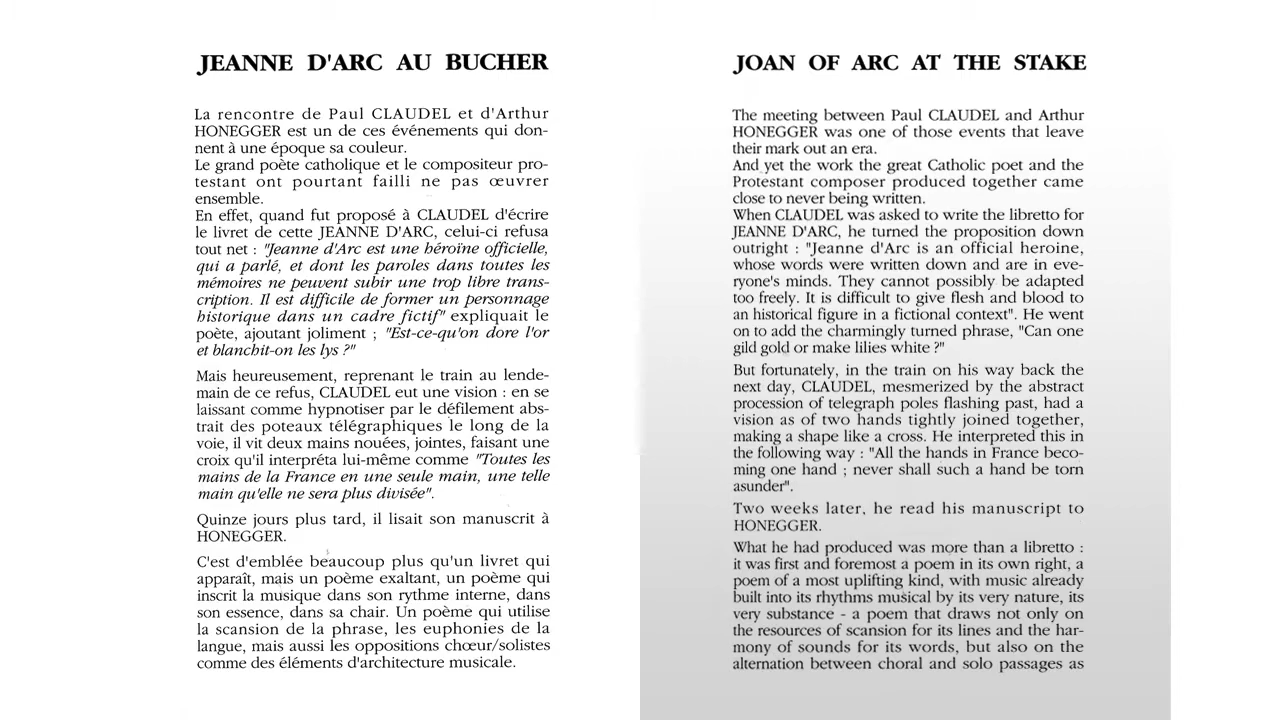 JEANNE D'ARC AU BUCHER
La rencontre de Paul CLAUDEL et d'Arthur
HONEGGER est un de ces événements qui don-
nent à une époque sa couleur.
Le grand poète catholique et le compositeur pro-
testant ont pourtant failli ne pas œuvrer
ensemble.
En effet, quand fut proposé à CLAUDEL d'écrire
le livret de cette JEANNE D'ARC, celui-ci refusa
tout net : "Jeanne d'Arc est une héroïne officielle,
qui a parlé, et dont les paroles dans toutes les
mémoires ne peuvent subir une trop libre trans-
cription. Il est difficile de former un personnage
historique dans un cadre fictif" expliquait le
poète, ajoutant joliment ; "Est-ce-qu'on dore l'or
et blanchit-on les lys ?"
Mais heureusement, reprenant le train au lende-
main de ce refus, CLAUDEL eut une vision : en se
laissant comme hypnotiser par le défilement abs-
trait des poteaux télégraphiques le long de la
voie, il vit deux mains nouées, jointes, faisant une
croix qu'il interpréta lui-même comme "Toutes les
mains de la France en une seule main, une telle
main qu'elle ne sera plus divisée".
Quinze jours plus tard, il lisait son manuscrit à
HONEGGER.
C'est d'emblée beaucoup plus qu'un livret qui
apparaît, mais un poème exaltant, un poème qui
inscrit la musique dans son rythme interne, dans
son essence, dans sa chair. Un poème qui utilise
la scansion de la phrase, les euphonies de la
langue, mais aussi les oppositions chœur/solistes
comme des éléments d'architecture musicale.
JOAN OF ARC AT THE STAKE
The meeting between Paul CLAUDEL and Arthur
HONEGGER was one of those events that leave
their mark out an era.
And yet the work the great Catholic poet and the
Protestant composer produced together came
close to never being written.
When CLAUDEL was asked to write the libretto for
JEANNE D'ARC, he turned the proposition down
outright : "Jeanne d'Arc is an official heroine,
whose words were written down and are in eve-
ryone's minds. They cannot possibly be adapted
too freely. It is difficult to give flesh and blood to
an historical figure in a fictional context". He went
on to add the charmingly turned phrase, "Can one
gild gold or make lilies white ?"
But fortunately, in the train on his way back the
next day, CLAUDEL, mesmerized by the abstract
procession of telegraph poles flashing past, had a
vision as of two hands tightly joined together,
making a shape like a cross. He interpreted this in
the following way : "All the hands in France beco-
ming one hand ; never shall such a hand be torn
asunder".
Two weeks later, he read his manuscript to
HONEGGER.
What he had produced was more than a libretto :
it was first and foremost a poem in its own right, a
poem of a most uplifting kind, with music already
built into its rhythms musical by its very nature, its
very substance - a poem that draws not only on
the resources of scansion for its lines and the har-
mony of sounds for its words, but also on the
alternation between choral and solo passages as